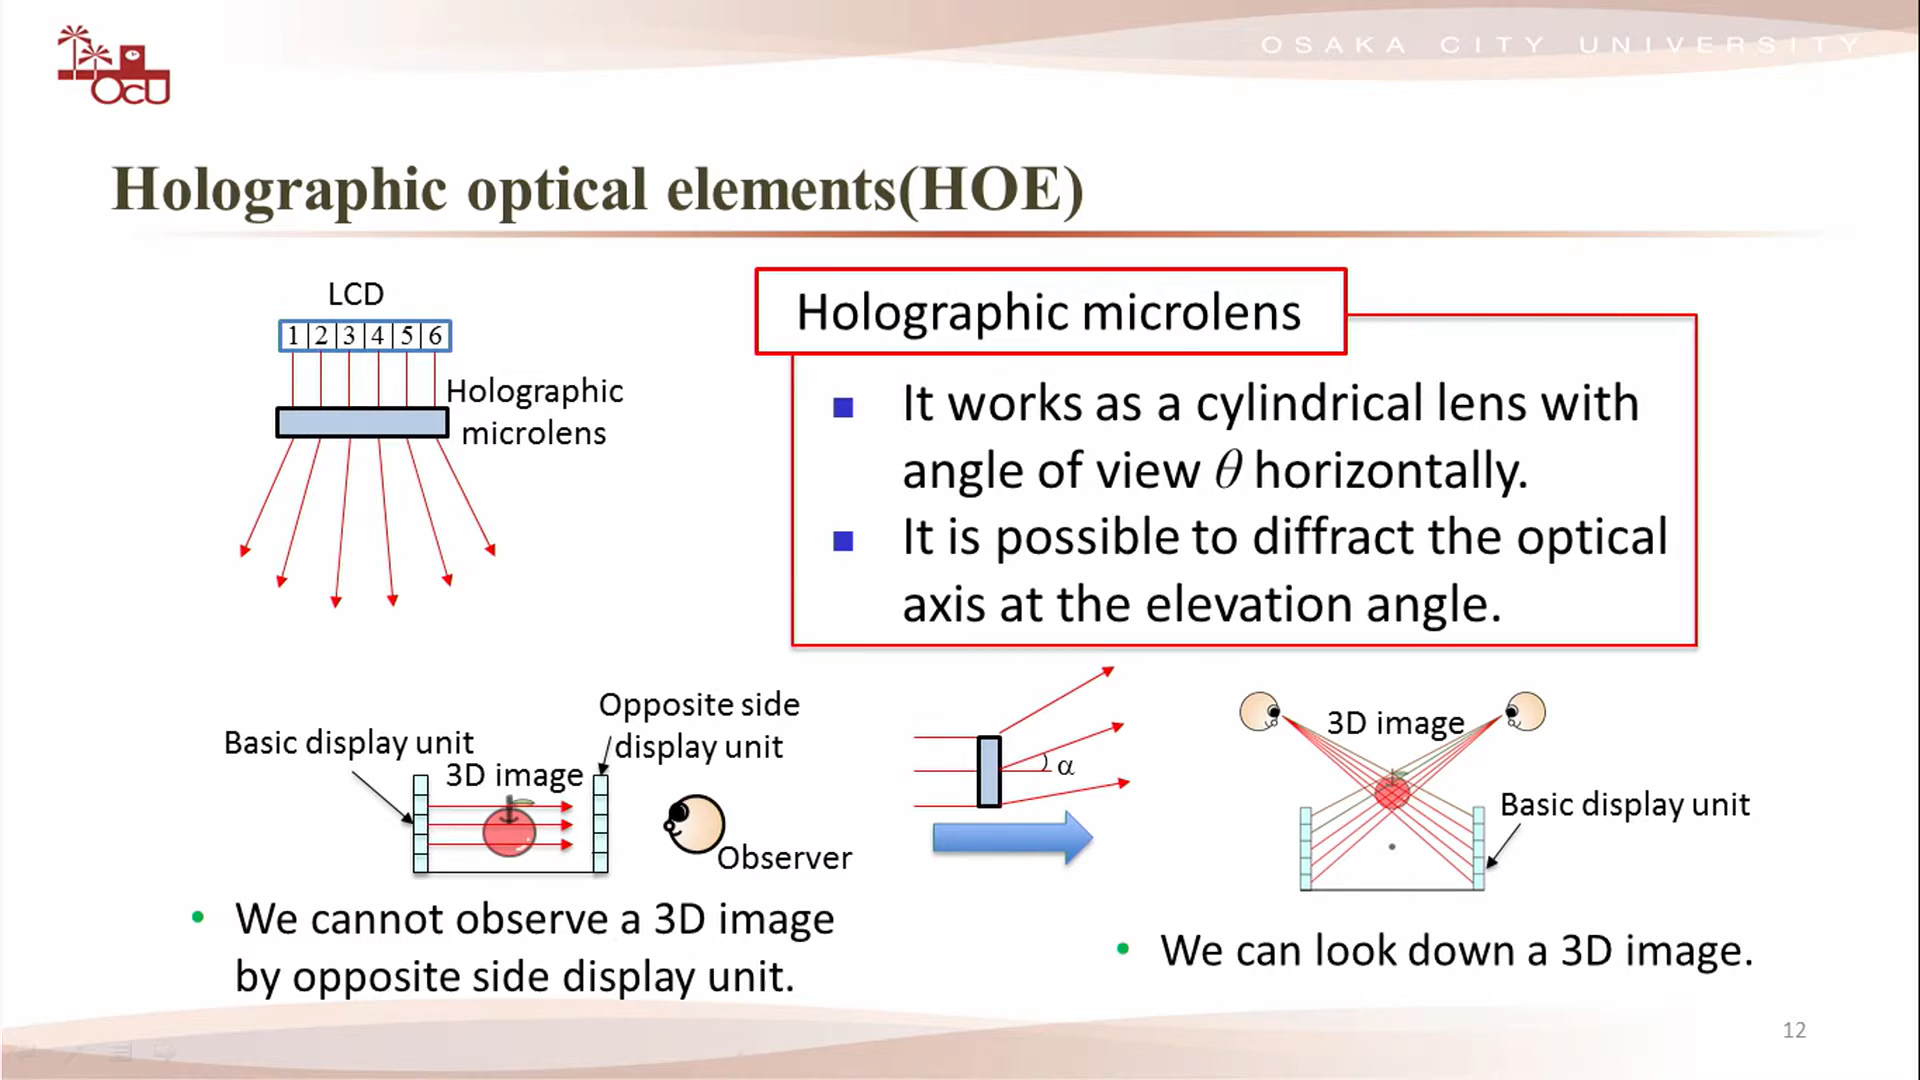 OSAKA CITY UNIVERSITY
OCU
Holographic optical elements(HOE)
LCD
1 2 3 4 5 6
Holographic
microlens
Holographic microlens
■ It works as a cylindrical lens with
angle of view θ horizontally.
■ It is possible to diffract the optical
axis at the elevation angle.
Basic display unit
Opposite side
display unit
3D image
Observer
α
3D image
Basic display unit
• We cannot observe a 3D image
by opposite side display unit.
• We can look down a 3D image.
12